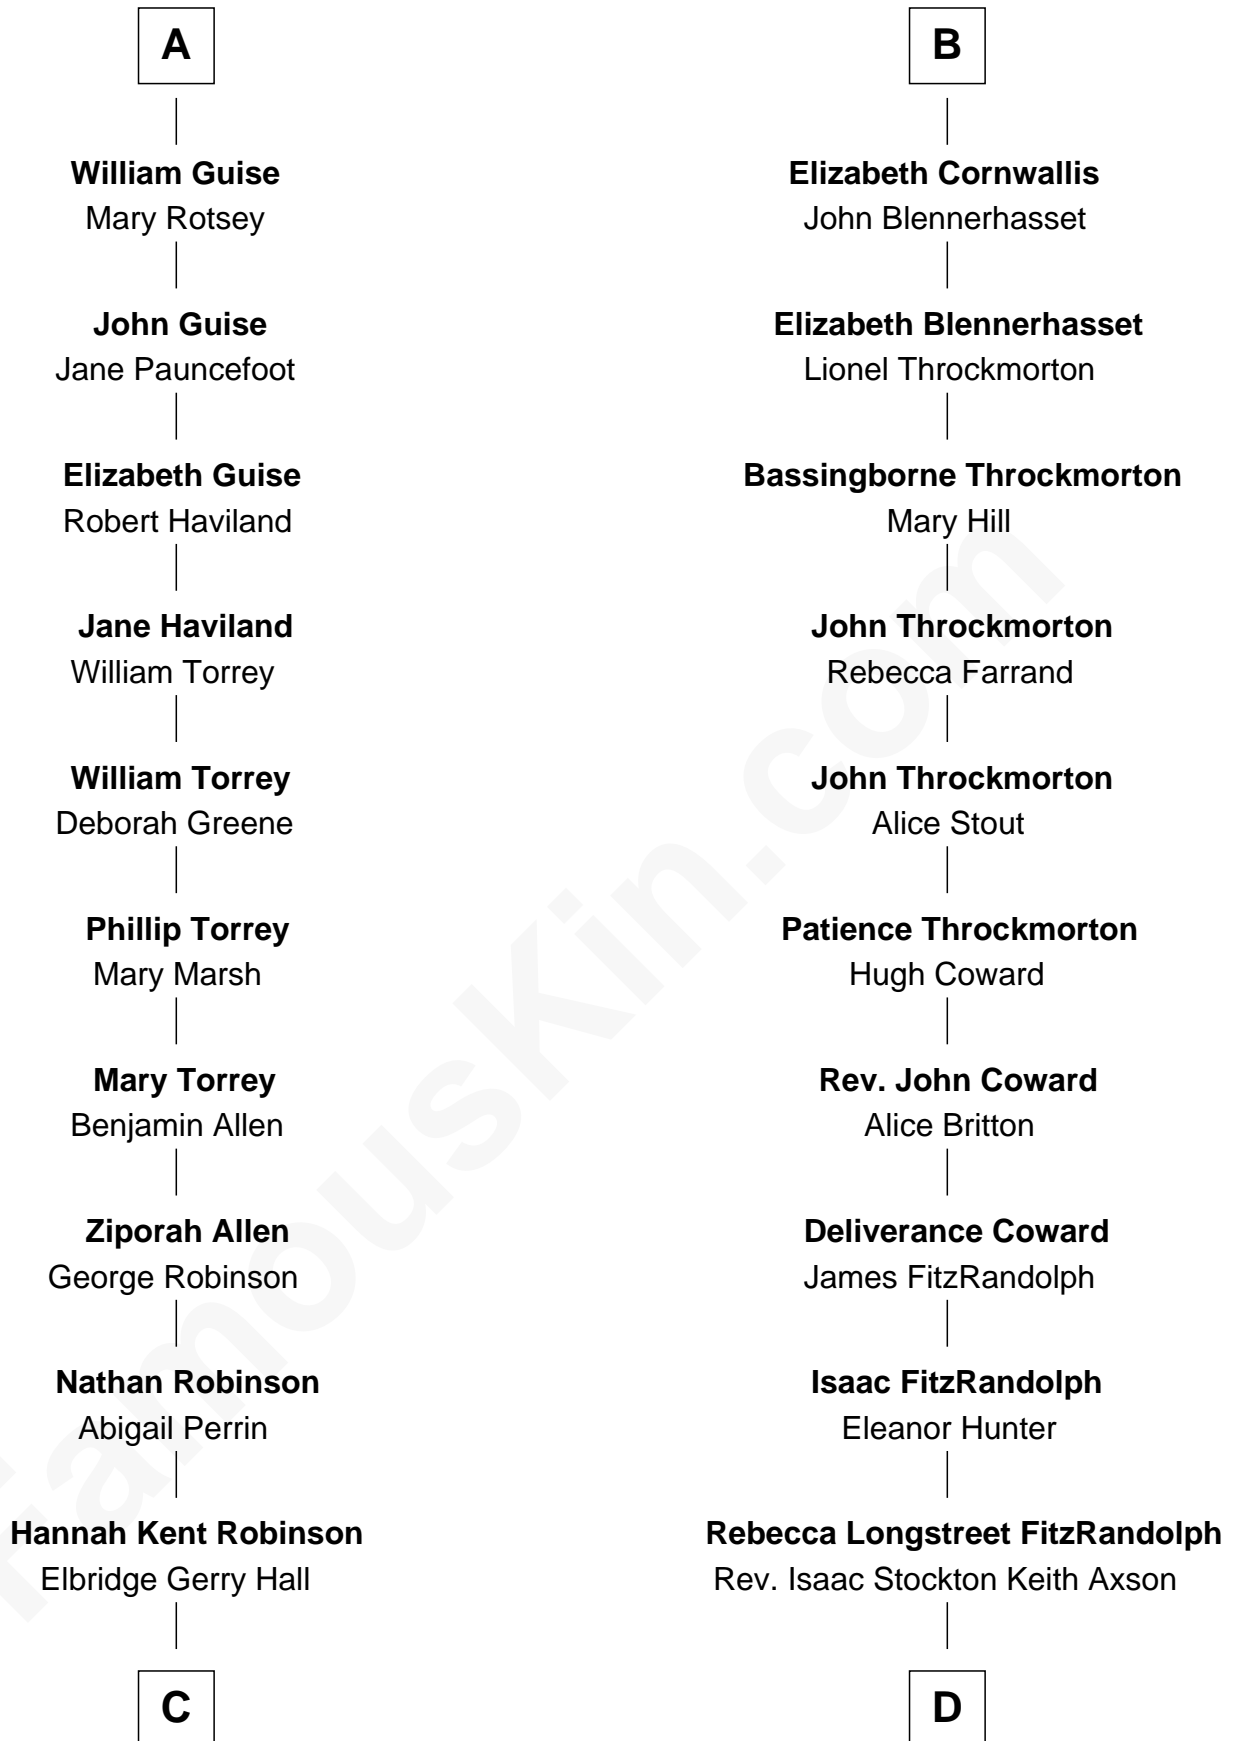 A
William Guise
Mary Rotsey
John Guise
Jane Pauncefoot
Elizabeth Guise
Robert Haviland
Jane Haviland
William Torrey
William Torrey
Deborah Greene
Phillip Torrey
Mary Marsh
Mary Torrey
Benjamin Allen
Ziporah Allen
George Robinson
Nathan Robinson
Abigail Perrin
Hannah Kent Robinson
Elbridge Gerry Hall
C
B
Elizabeth Cornwallis
John Blennerhasset
Elizabeth Blennerhasset
Lionel Throckmorton
Bassingborne Throckmorton
Mary Hill
John Throckmorton
Rebecca Farrand
John Throckmorton
Alice Stout
Patience Throckmorton
Hugh Coward
Rev. John Coward
Alice Britton
Deliverance Coward
James FitzRandolph
Isaac FitzRandolph
Eleanor Hunter
Rebecca Longstreet FitzRandolph
Rev. Isaac Stockton Keith Axson
D
FamousKin.com